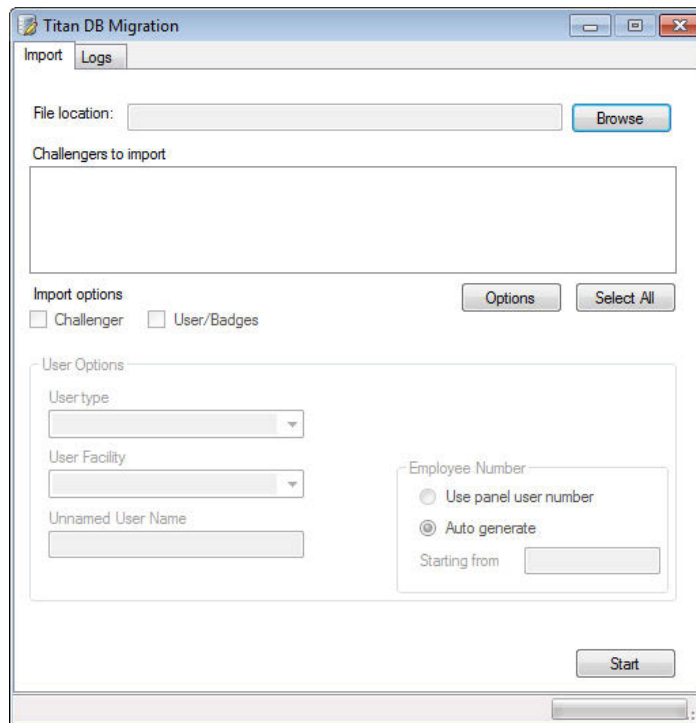 Titan DB Migration
Import Logs
File location: Browse
Challengers to import
Import options Options Select All
Challenger User/Badges
User Options
User type
User Facility
Employee Number
Use panel user number
Unnamed User Name
Auto generate
Starting from
Start